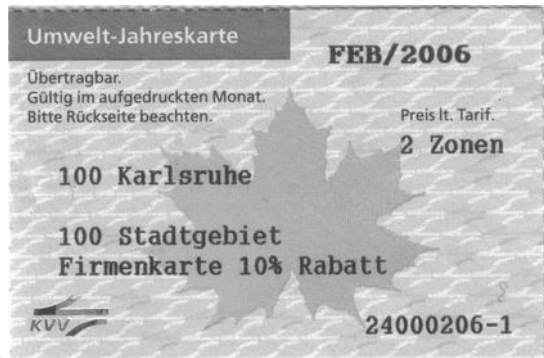 Umwelt-Jahreskarte
FEB/2006
Übertragbar.
Gültig im aufgedruckten Monat.
Bitte Rückseite beachten.
Preis lt. Tarif.
2 Zonen
100 Karlsruhe
100 Stadtgebiet
Firmenkarte 10% Rabatt
KVV
24000206-1